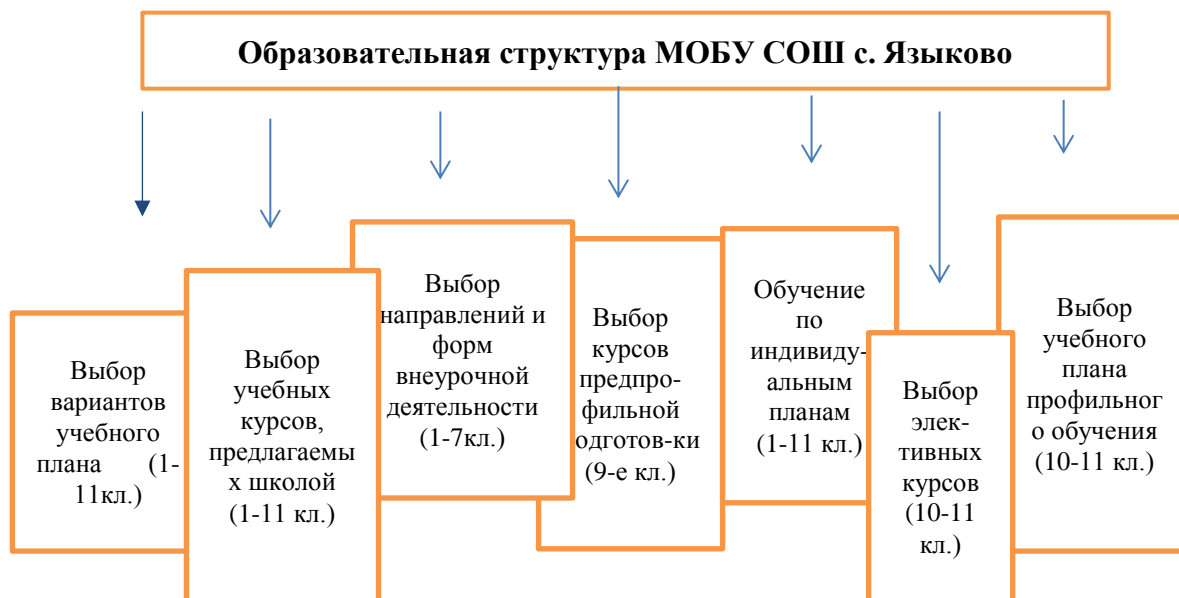 Образовательная структура МОБУ СОШ с. Языково
Выбор
вариантов
учебного
плана (1-
11кл.)
Выбор
учебных
курсов,
предлагаемы
х школой
(1-11 кл.)
Выбор
направлений и
форм
внеурочной
деятельности
(1-7кл.)
Выбор
курсов
предпро-
фильной
одготов-ки
(9-е кл.)
Обучение
по
индивиду-
альным
планам
(1-11 кл.)
Выбор
элек-
тивных
курсов
(10-11
кл.)
Выбор
учебного
плана
профильног
о обучения
(10-11 кл.)